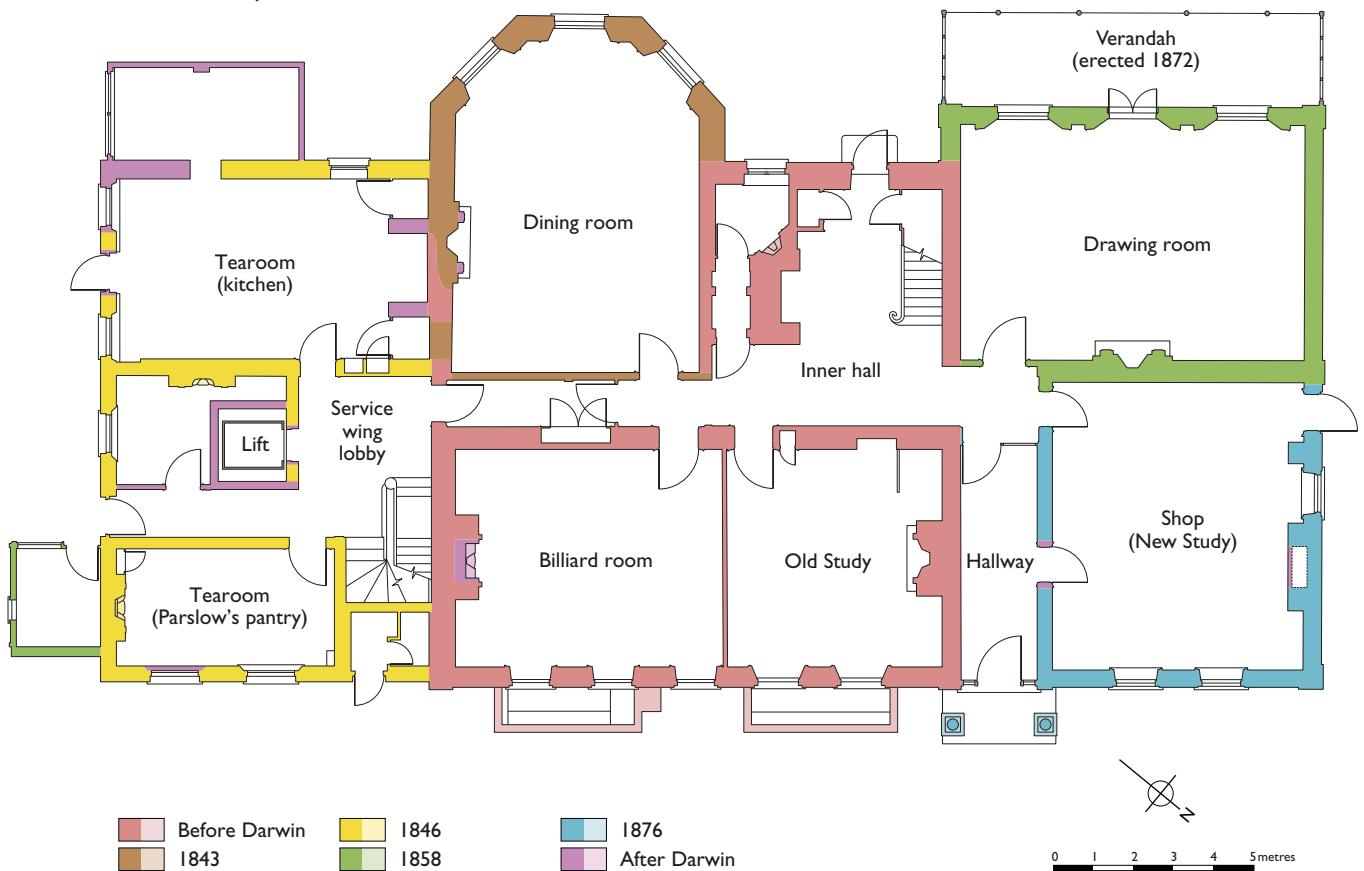 Verandah
(erected 1872)
Dining room
Drawing room
Tearoom
(kitchen)
Inner hall
Service
wing
lobby
Lift
Shop
(New Study)
Billiard room
Old Study
Hallway
Tearoom
(Parslow's pantry)
N
Before Darwin
1843
1846
1858
1876
After Darwin
0 1 2 3 4 5 metres